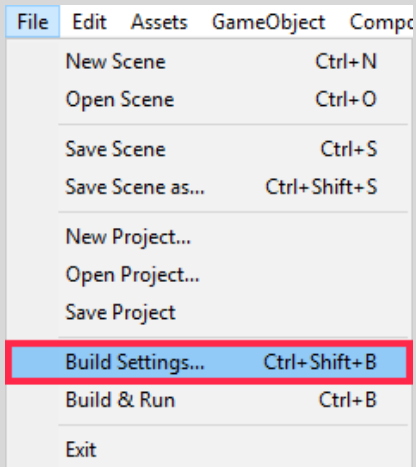 File Edit Assets GameObject Compo
New Scene Ctrl+N
Open Scene Ctrl+O
Save Scene Ctrl+S
Save Scene as... Ctrl+Shift+S
New Project...
Open Project...
Save Project
Build Settings... Ctrl+Shift+B
Build & Run Ctrl+B
Exit